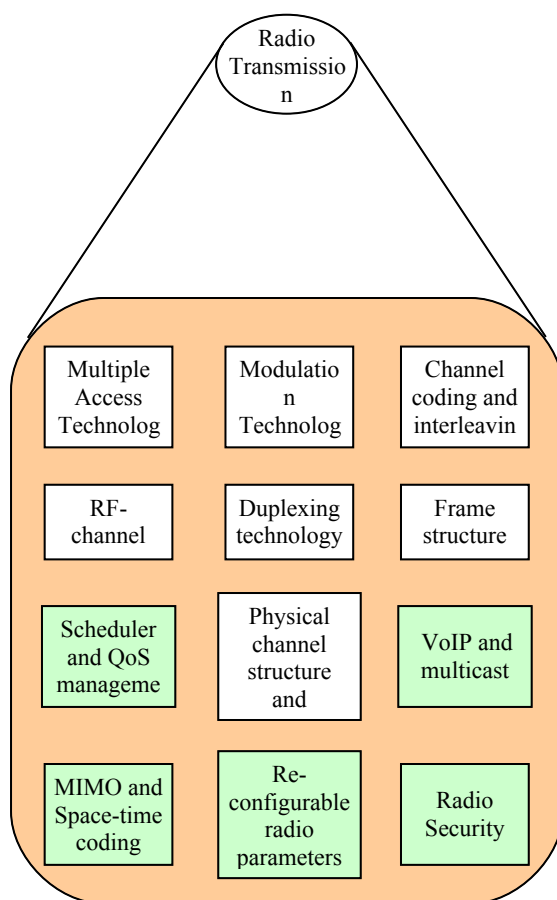 Radio
Transmissio
n
Multiple
Access
Technolog
Modulatio
n
Technolog
Channel
coding and
interleavin
RF-
channel
Duplexing
technology
Frame
structure
Scheduler
and QoS
manageme
Physical
channel
structure
and
VoIP and
multicast
MIMO and
Space-time
coding
Re-
configurable
radio
parameters
Radio
Security